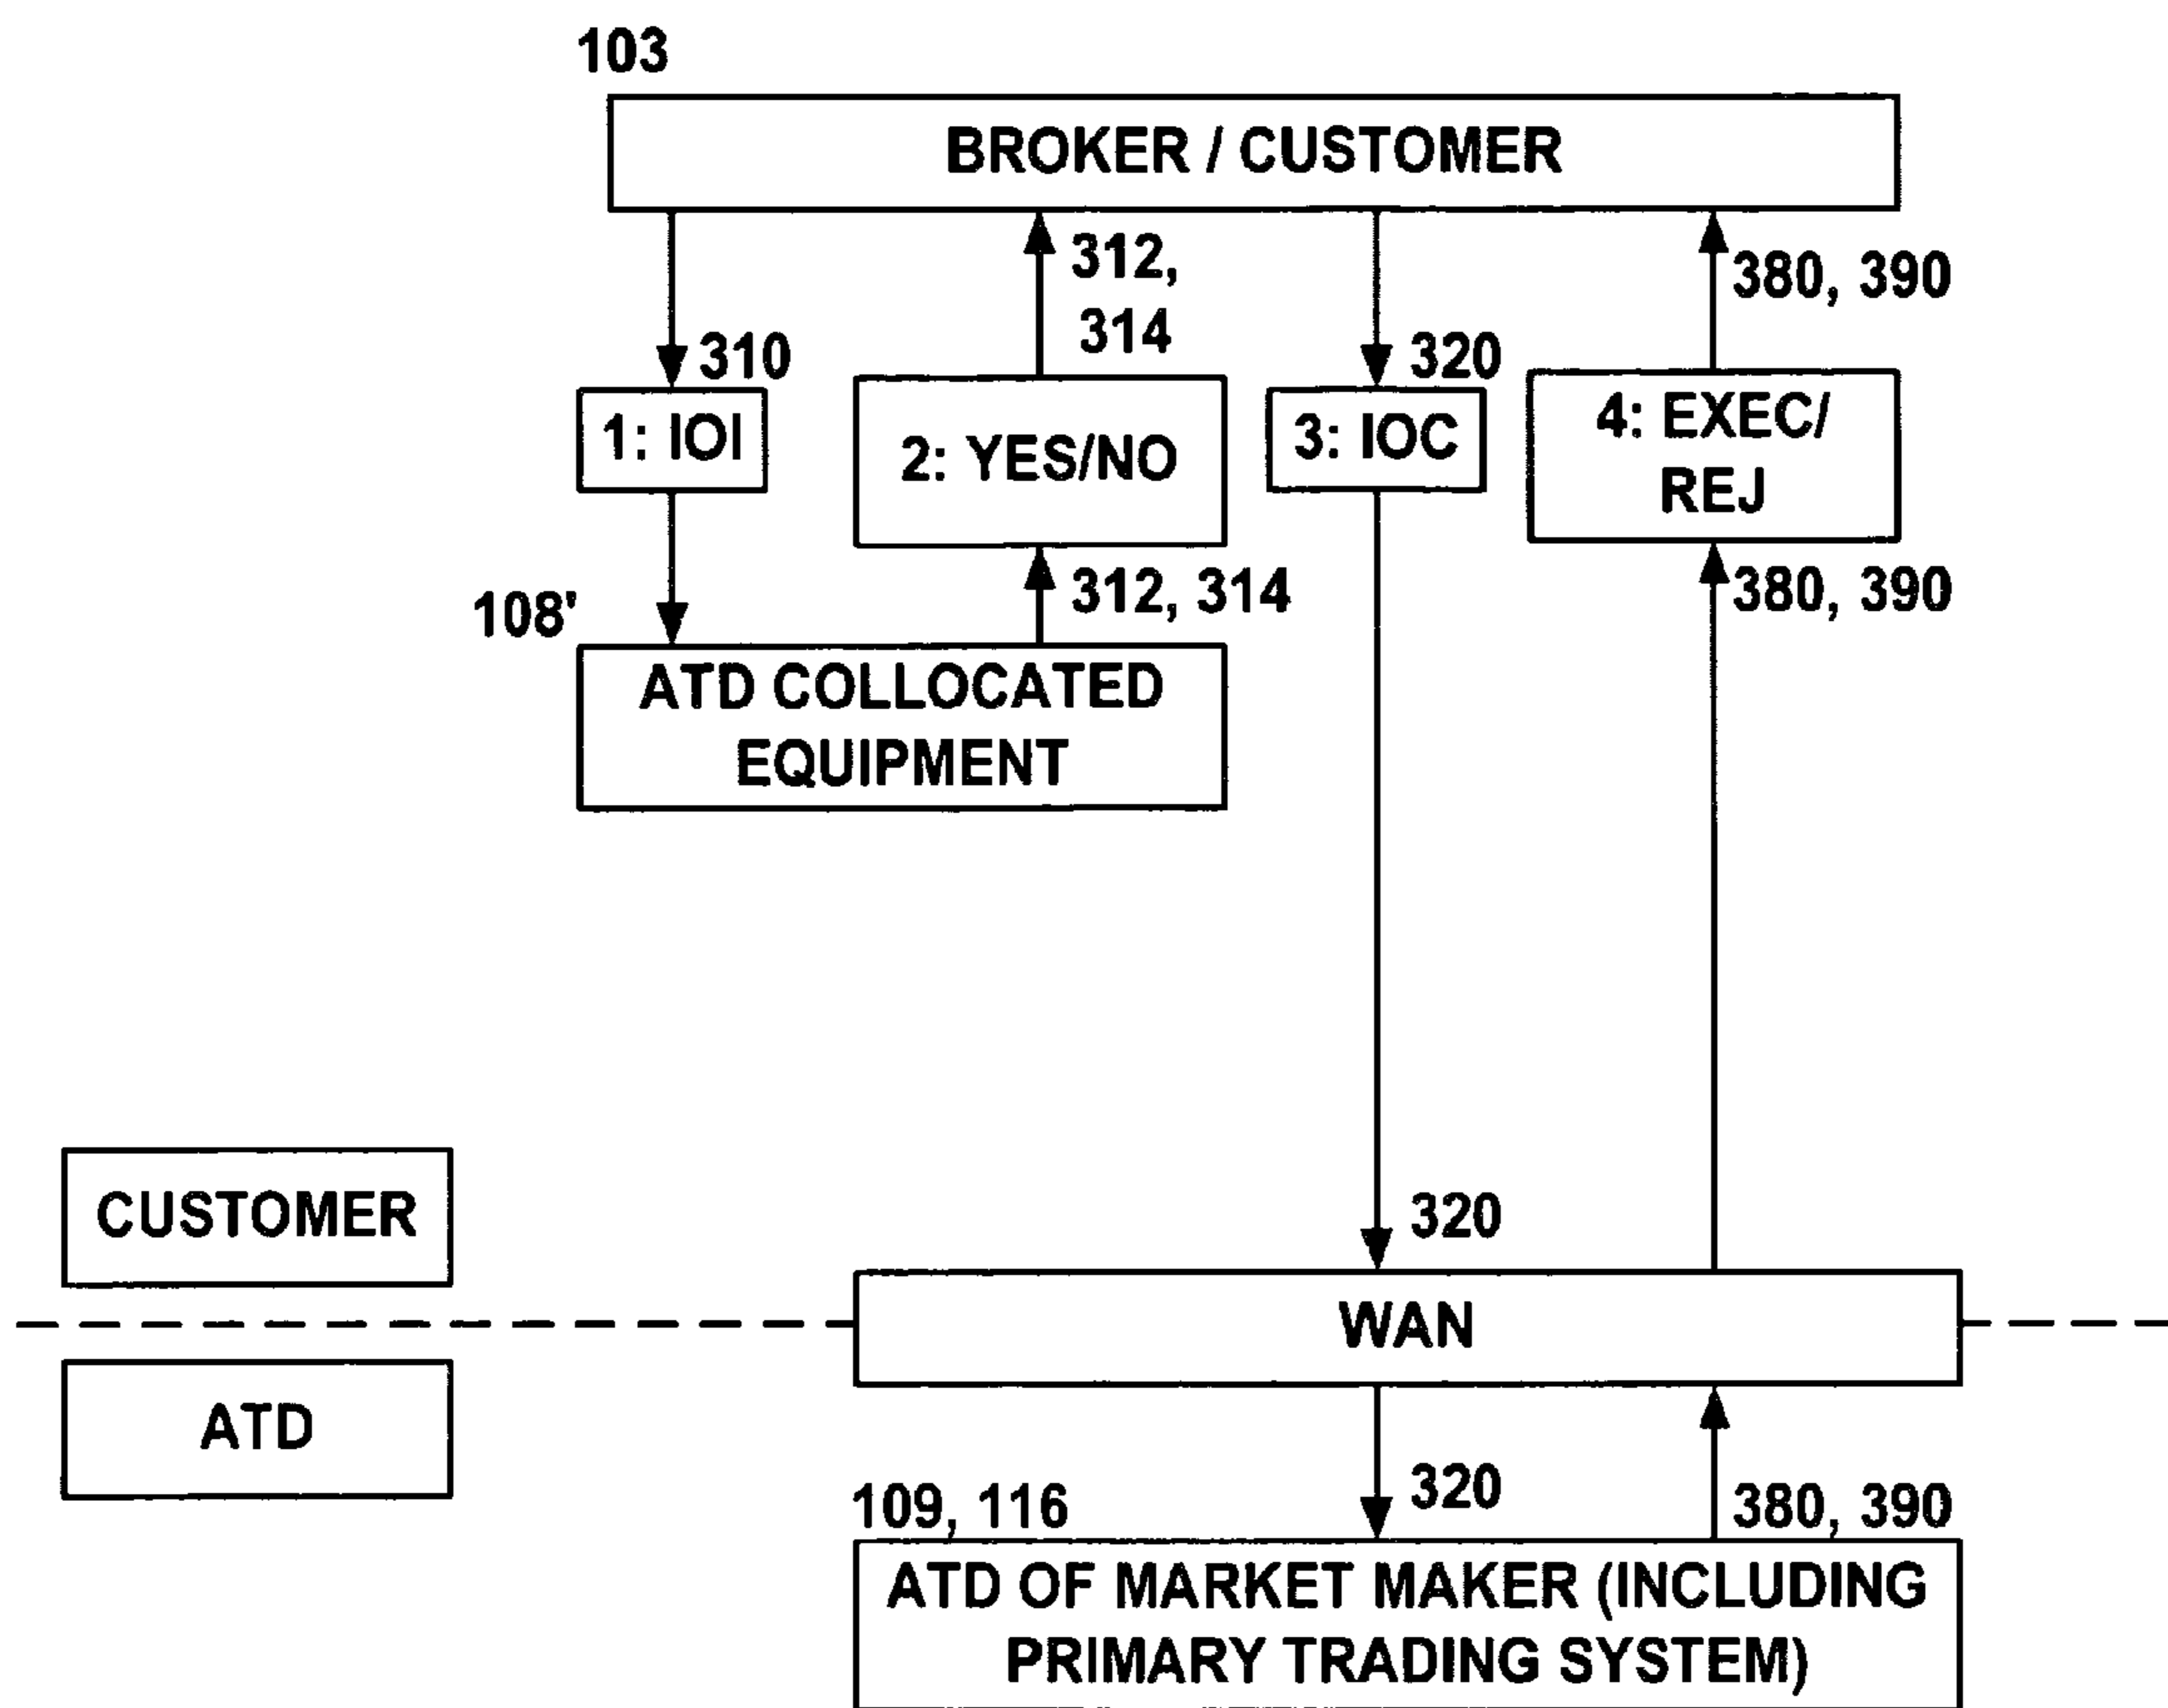 103
BROKER / CUSTOMER
312,
314
380, 390
310
320
1: IOI
2: YES/NO
3: IOC
4: EXEC/
REJ
108'
312, 314
380, 390
ATD COLLOCATED
EQUIPMENT
CUSTOMER
320
WAN
ATD
320
109, 116
380, 390
ATD OF MARKET MAKER (INCLUDING
PRIMARY TRADING SYSTEM)